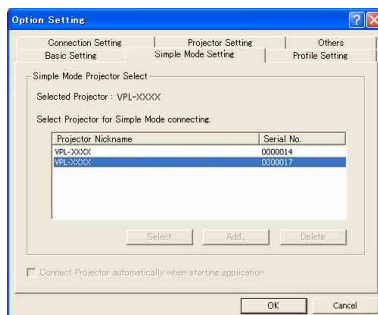 Option Setting
Connection Setting Projector Setting Others
Basic Setting Simple Mode Setting Profile Setting
Simple Mode Projector Select
Selected Projector : VPL-XXXX
Select Projector for Simple Mode connecting.
Projector Nickname Serial No.
VPL-XXXX 0000014
VPL-XXXX 0000017
Select Add... Delete
Connect Projector automatically when starting application
OK Cancel